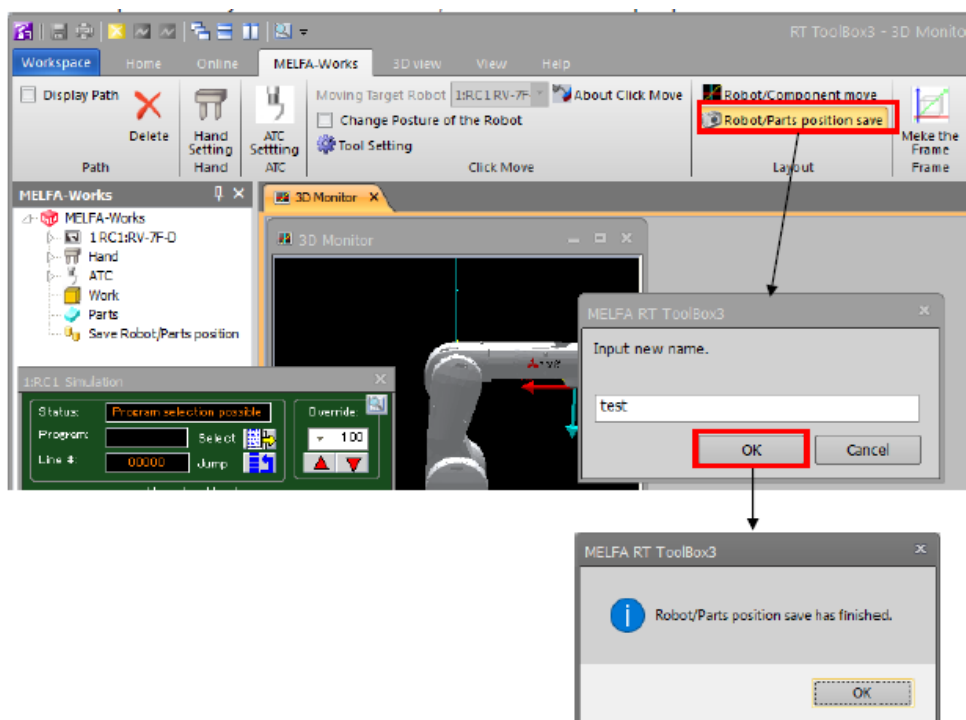 RT ToolBox3 - 3D Monito
Workspace Home Online MELFA-Works 3D view View Help
Display Path
Delete
Path
Hand Setting
Hand
ATC Settting
ATC
Moving Target Robot 1:RC1 RV-7F About Click Move
Change Posture of the Robot
Tool Setting
Click Move
Robot/Component move
Robot/Parts position save
Layout
Meke the Frame
Frame
MELFA-Works
MELFA-Works
1 RC1:RV-7F-D
Hand
ATC
Work
Parts
Save Robot/Parts position
3D Monitor
3D Monitor
1:RC1 Simulation
Status: Program selection possible
Program: Select
Line #: 00000 Jump
Override:
100
MELFA RT ToolBox3
Input new name.
test
OK Cancel
MELFA RT ToolBox3
Robot/Parts position save has finished.
OK